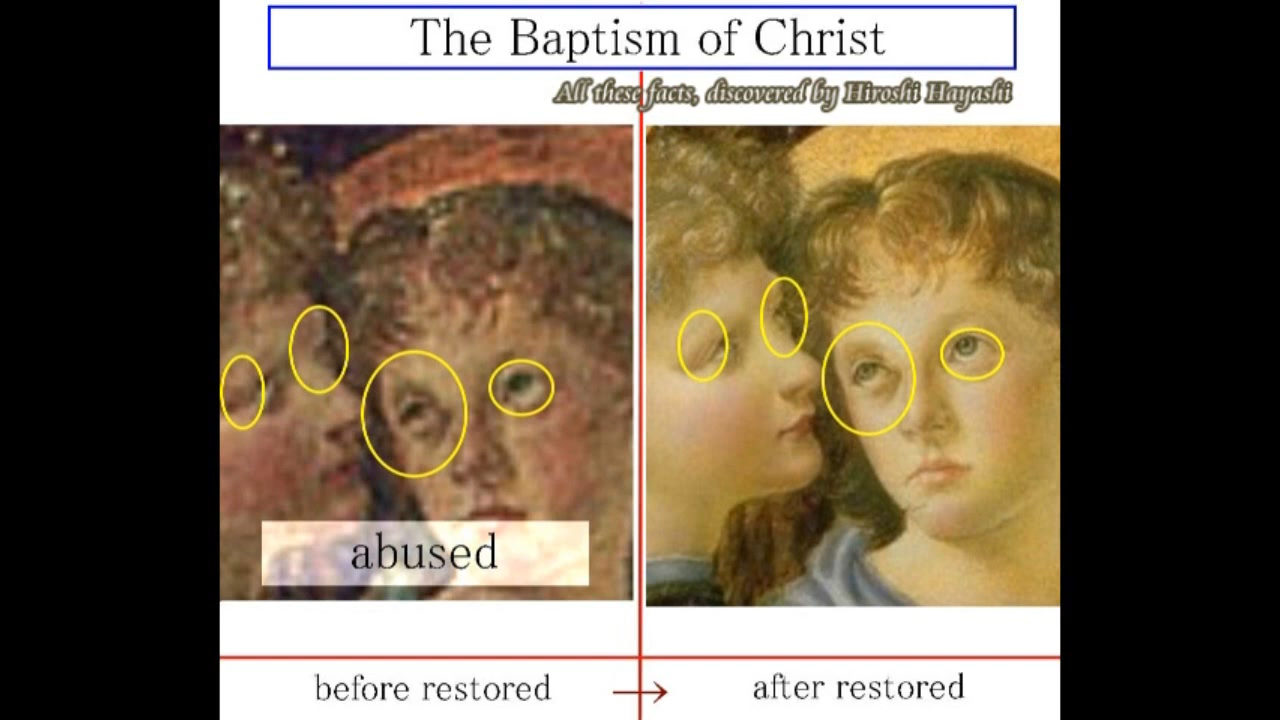 The Baptism of Christ
All these facts, discovered by Hiroshi Hayashi
abused
before restored → after restored